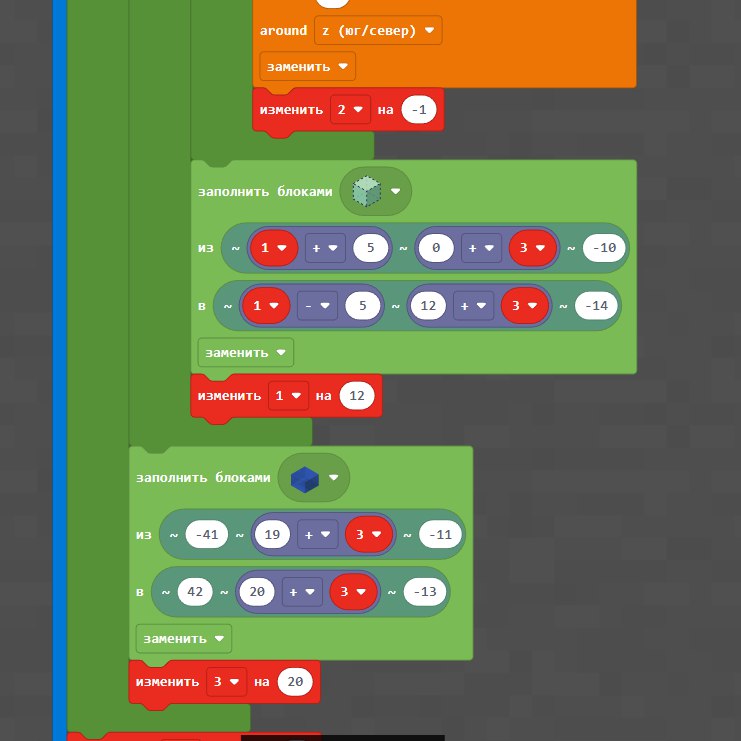 around z (юг/север)
заменить
изменить 2 на -1
заполнить блоками
из ~ 1 + 5 ~ 0 + 3 ~ -10
в ~ 1 - 5 ~ 12 + 3 ~ -14
заменить
изменить 1 на 12
заполнить блоками
из ~ -41 ~ 19 + 3 ~ -11
в ~ 42 ~ 20 + 3 ~ -13
заменить
изменить 3 на 20